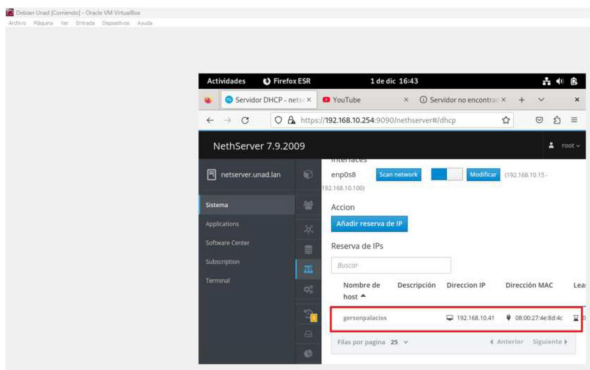 Debian Unad [Corriendo] - Oracle VM VirtualBox
Archivo Máquina Ver Entrada Dispositivos Ayuda
Actividades Firefox ESR 1 de dic 16:43
Servidor DHCP - nets YouTube Servidor no encontrad
https://192.168.10.254:9090/nethserver#/dhcp
NethServer 7.9.2009 root
Interfaces
netserver.unad.lan enp0s8 Scan network Modificar (192.168.10.15 -
192.168.10.100)
Sistema Accion
Applications Añadir reserva de IP
Software Center Reserva de IPs
Subscription Buscar
Terminal Nombre de host Descripción Direccion IP Dirección MAC Lea
gersonpalacios 192.168.10.41 08:00:27:4e:8d:4c
Filas por pagina 25 Anterior Siguiente